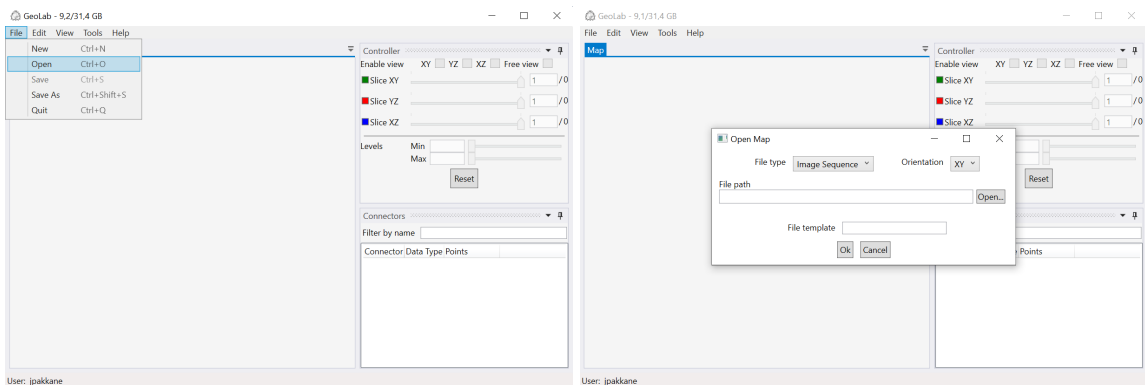 GeoLab - 9,2/31,4 GB
File Edit View Tools Help
New Ctrl+N
Open Ctrl+O
Save Ctrl+S
Save As Ctrl+Shift+S
Quit Ctrl+Q
Controller
Enable view XY YZ XZ Free view
Slice XY 1 /0
Slice YZ 1 /0
Slice XZ 1 /0
Levels Min
Max
Reset
Connectors
Filter by name
Connector Data Type Points
User: jpakkane
GeoLab - 9,1/31,4 GB
File Edit View Tools Help
Map
Controller
Enable view XY YZ XZ Free view
Slice XY 1 /0
Slice YZ 1 /0
Slice XZ 1 /0
Open Map
File type Image Sequence Orientation XY
File path
Open...
File template
Ok Cancel
Reset
Points
User: jpakkane